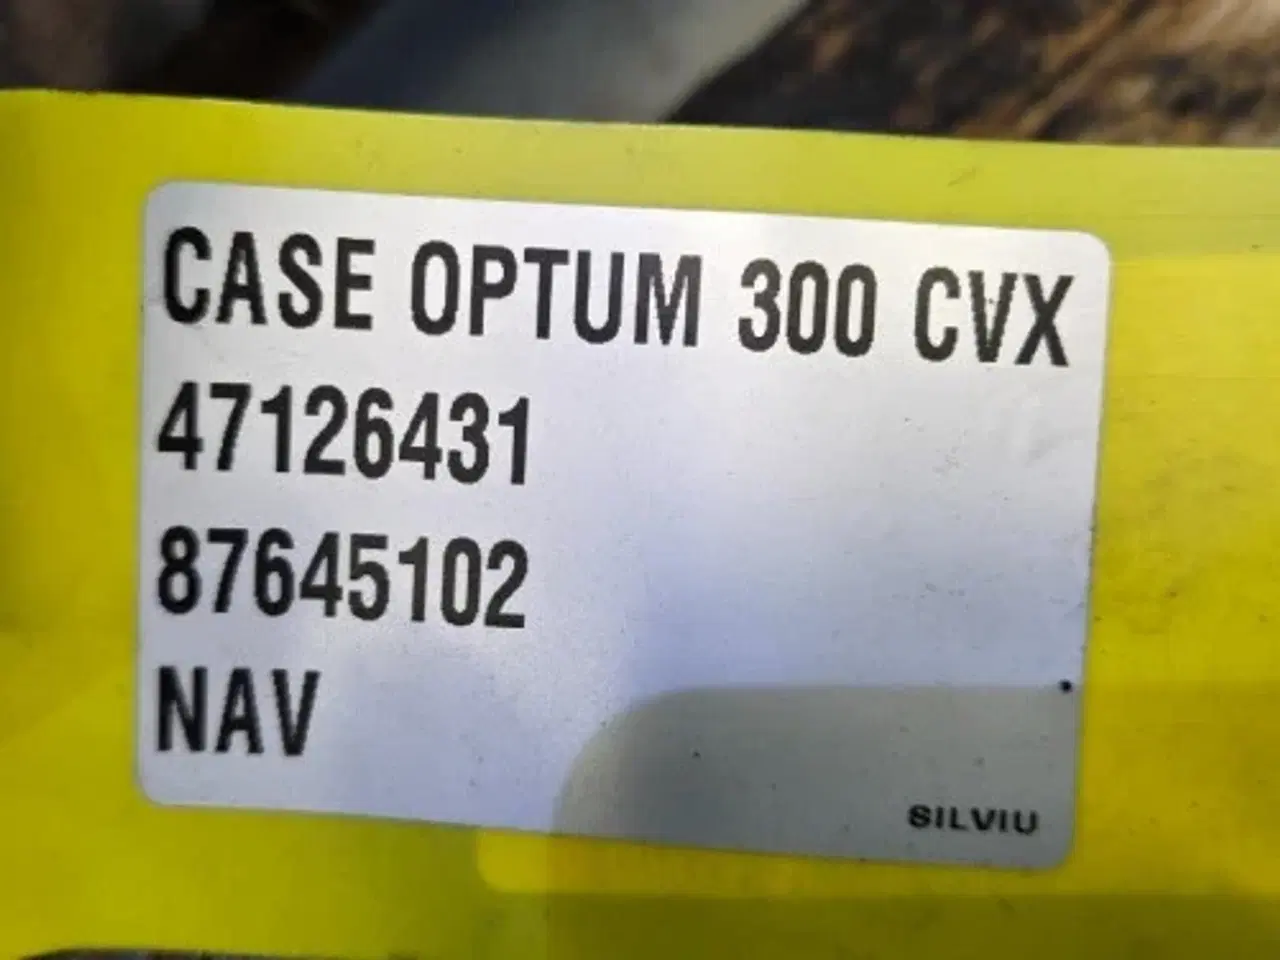 CASE OPTUM 300 CVX
47126431
87645102
NAV
SILVIU